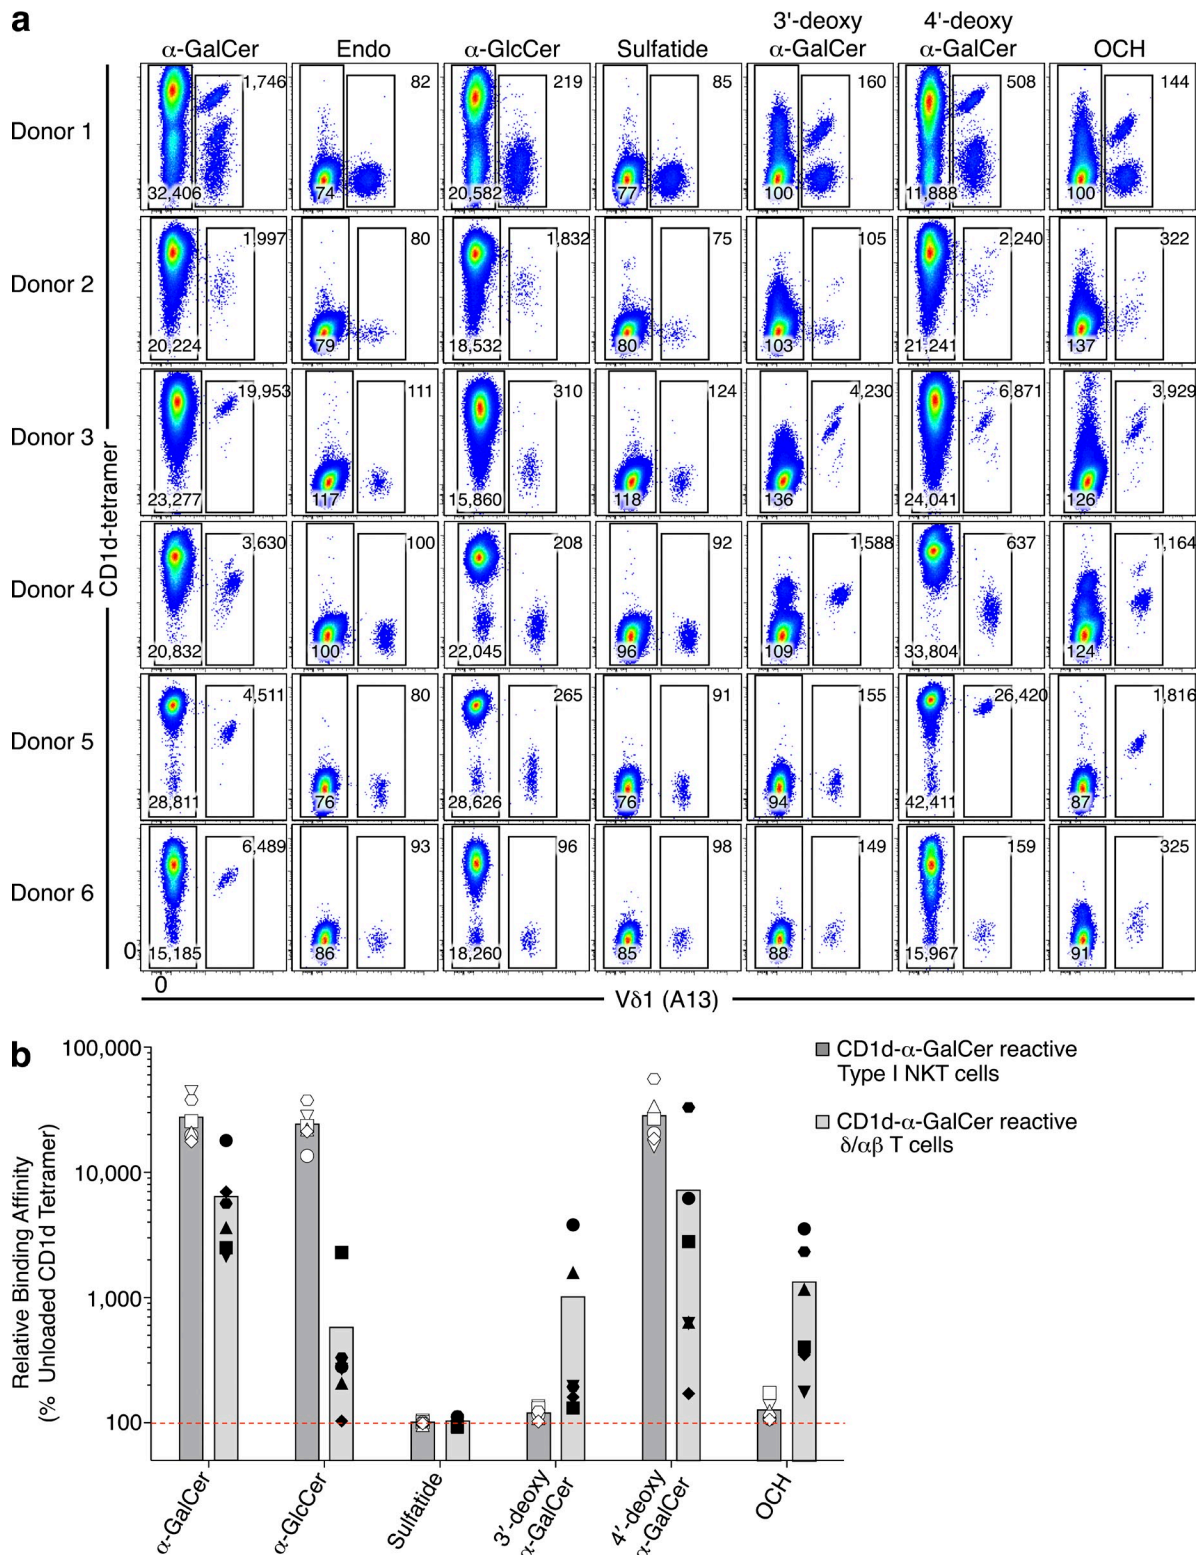 a
α-GalCer Endo α-GlcCer Sulfatide 3'-deoxy α-GalCer 4'-deoxy α-GalCer OCH
Donor 1
1,746 82 219 85 160 508 144
32,406 74 20,582 77 100 11,888 100
Donor 2
1,997 80 1,832 75 105 2,240 322
20,224 79 18,532 80 103 21,241 137
Donor 3
19,953 111 310 124 4,230 6,871 3,929
23,277 117 15,860 118 136 24,041 126
Donor 4
3,630 100 208 92 1,588 637 1,164
20,832 100 22,045 96 109 33,804 124
Donor 5
4,511 80 265 91 155 26,420 1,816
28,811 76 28,626 76 94 42,411 87
Donor 6
6,489 93 96 98 149 159 325
15,185 86 18,260 85 88 15,967 91
CD1d-tetramer
0
0
Vδ1 (A13)
b
100,000
10,000
1,000
100
Relative Binding Affinity
(% Unloaded CD1d Tetramer)
CD1d-α-GalCer reactive
Type I NKT cells
CD1d-α-GalCer reactive
δ/αβ T cells
α-GalCer
α-GlcCer
Sulfatide
3'-deoxy
α-GalCer
4'-deoxy
α-GalCer
OCH